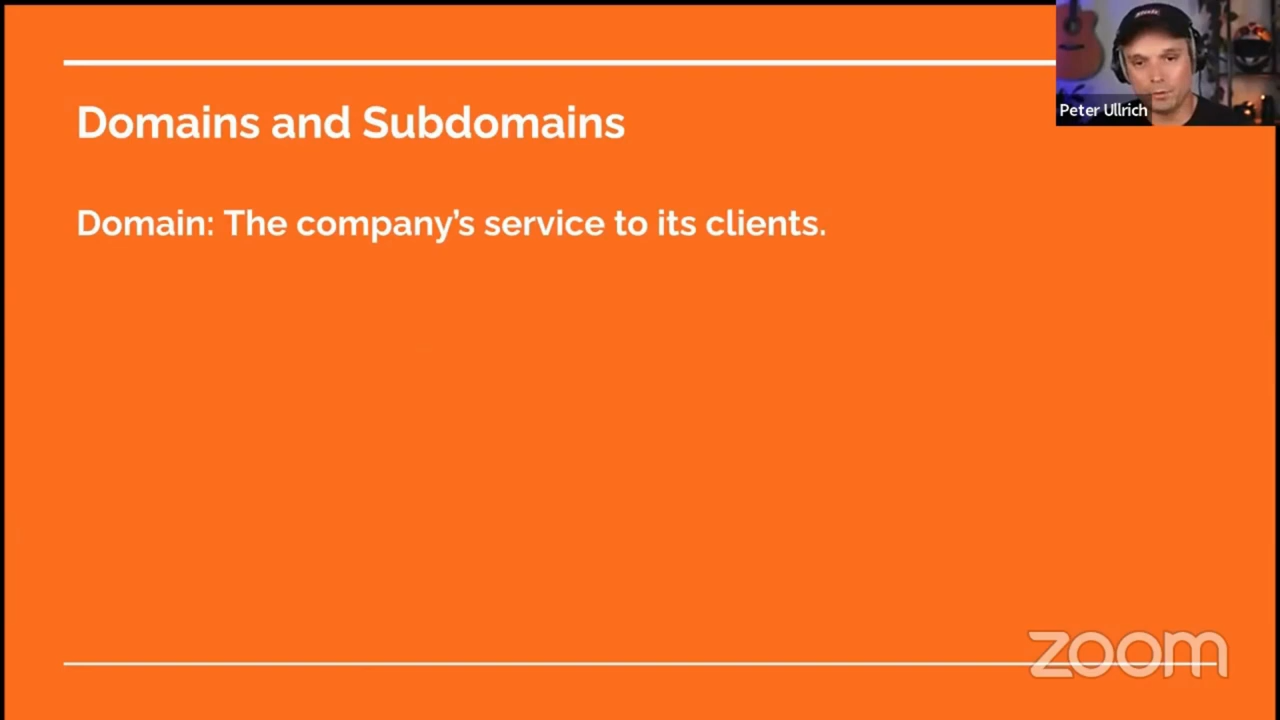 Domains and Subdomains
Domain: The company's service to its clients.
Peter Ullrich
zoom